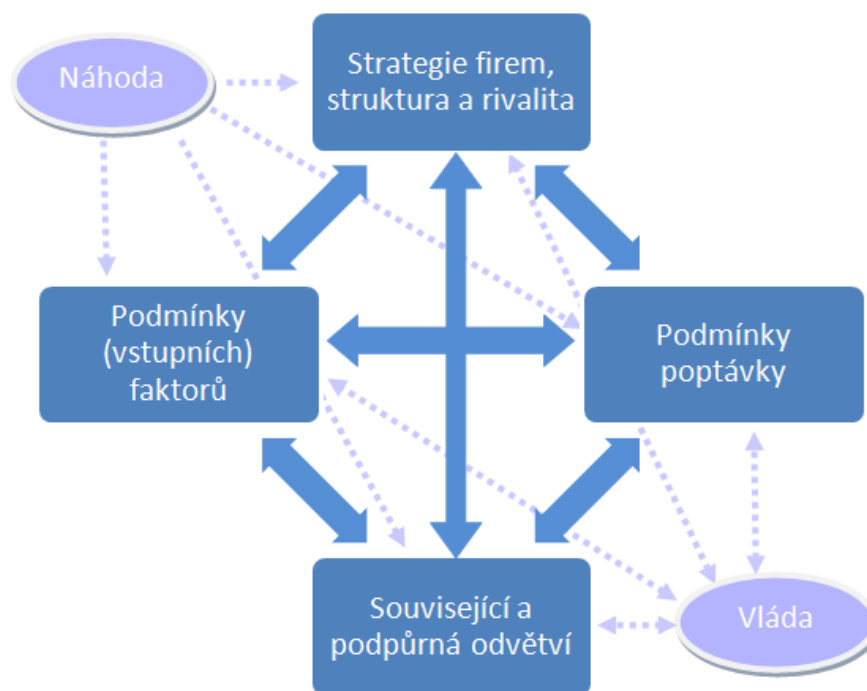 Náhoda
Strategie firem,
struktura a rivalita
Podmínky
(vstupních)
faktorů
Podmínky
poptávky
Související a
podpůrná odvětví
Vláda